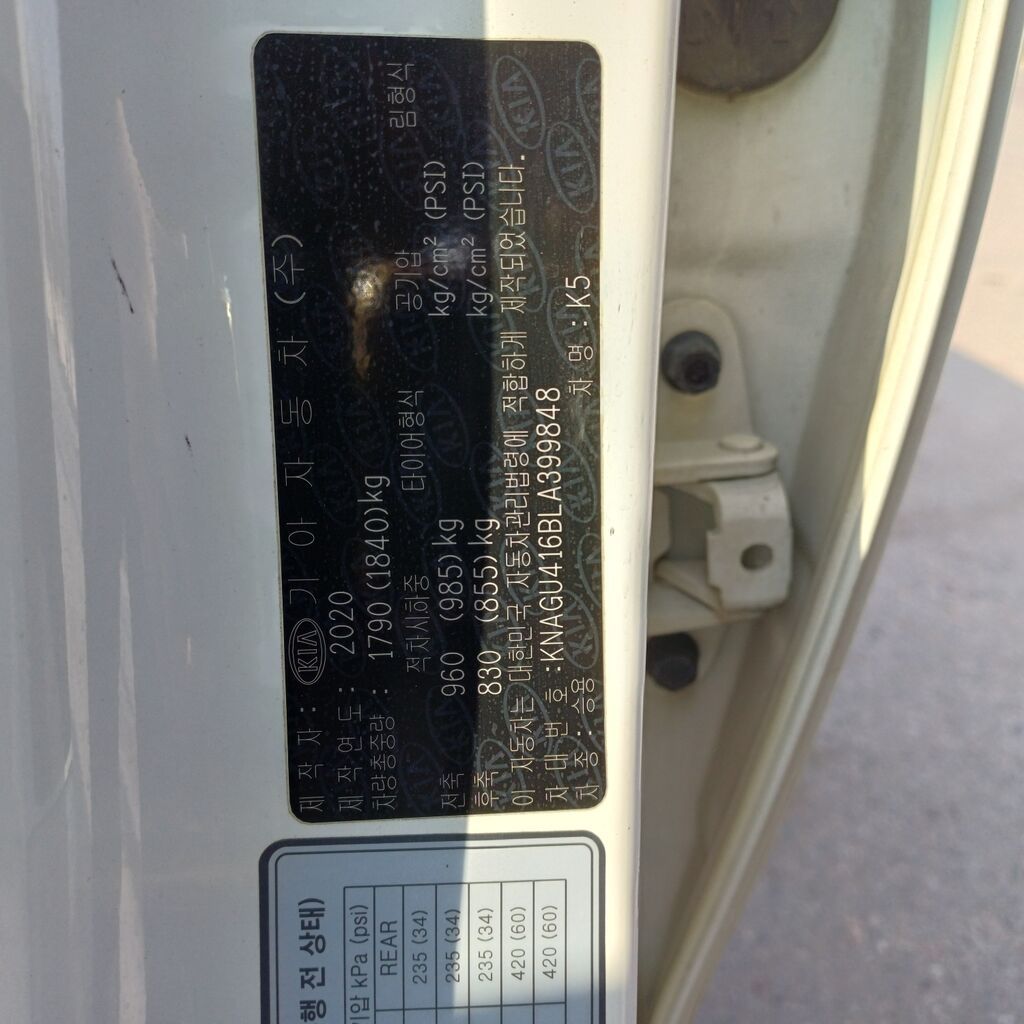 제 작 자 : KIA 기 아 자 동 차 (주)
제 작 연 도 : 2020
차량총중량 : 1790 (1840)kg
적차시하중 타이어형식 공기압 림형식
전축 960 (985)kg kg/cm² (PSI)
후축 830 (855)kg kg/cm² (PSI)
이 자동차는 대한민국 자동차관리법령에 적합하게 제작되었습니다.
차 대 번 호 :KNAGU416BLA399848
차 종 : 승용 차 명 :K5
행 전 상태)
기압 kPa (psi)
REAR
235 (34)
235 (34)
235 (34)
420 (60)
420 (60)